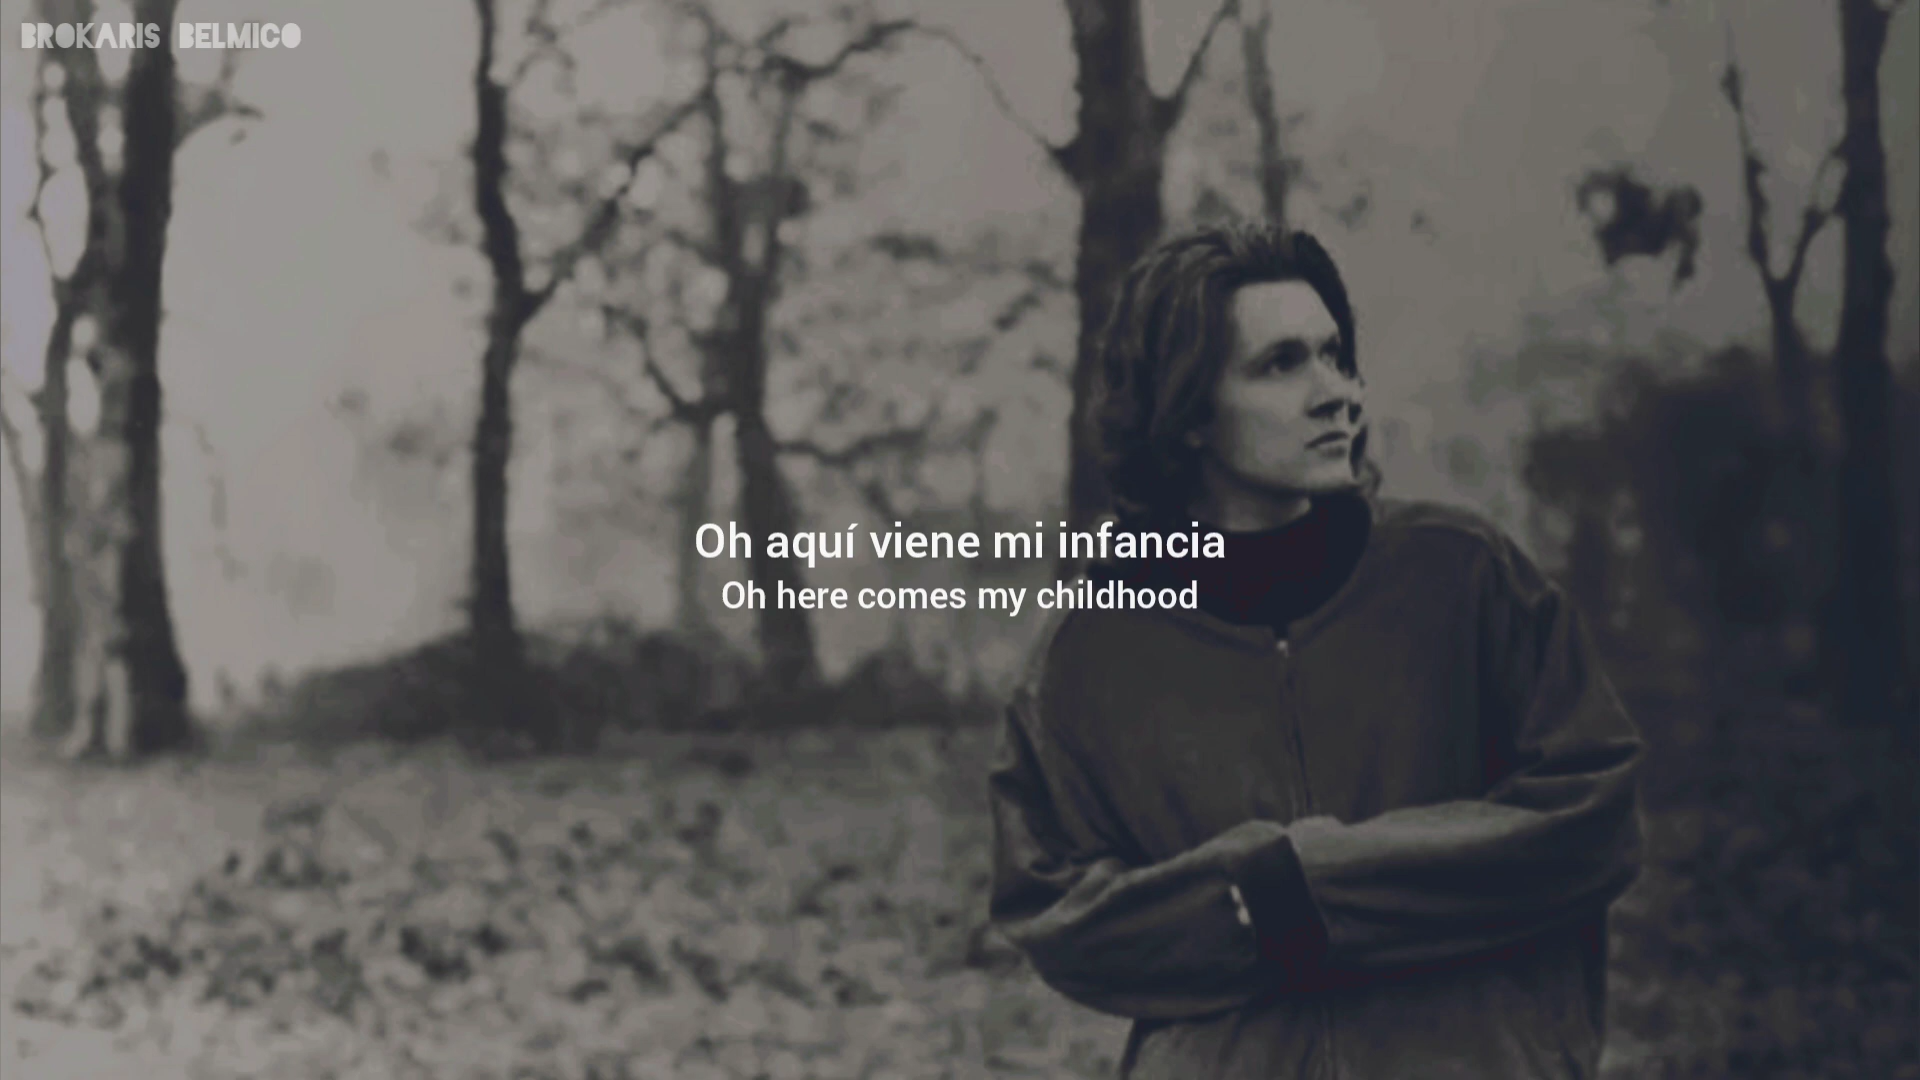 BROKARIS BELMICO
Oh aquí viene mi infancia
Oh here comes my childhood